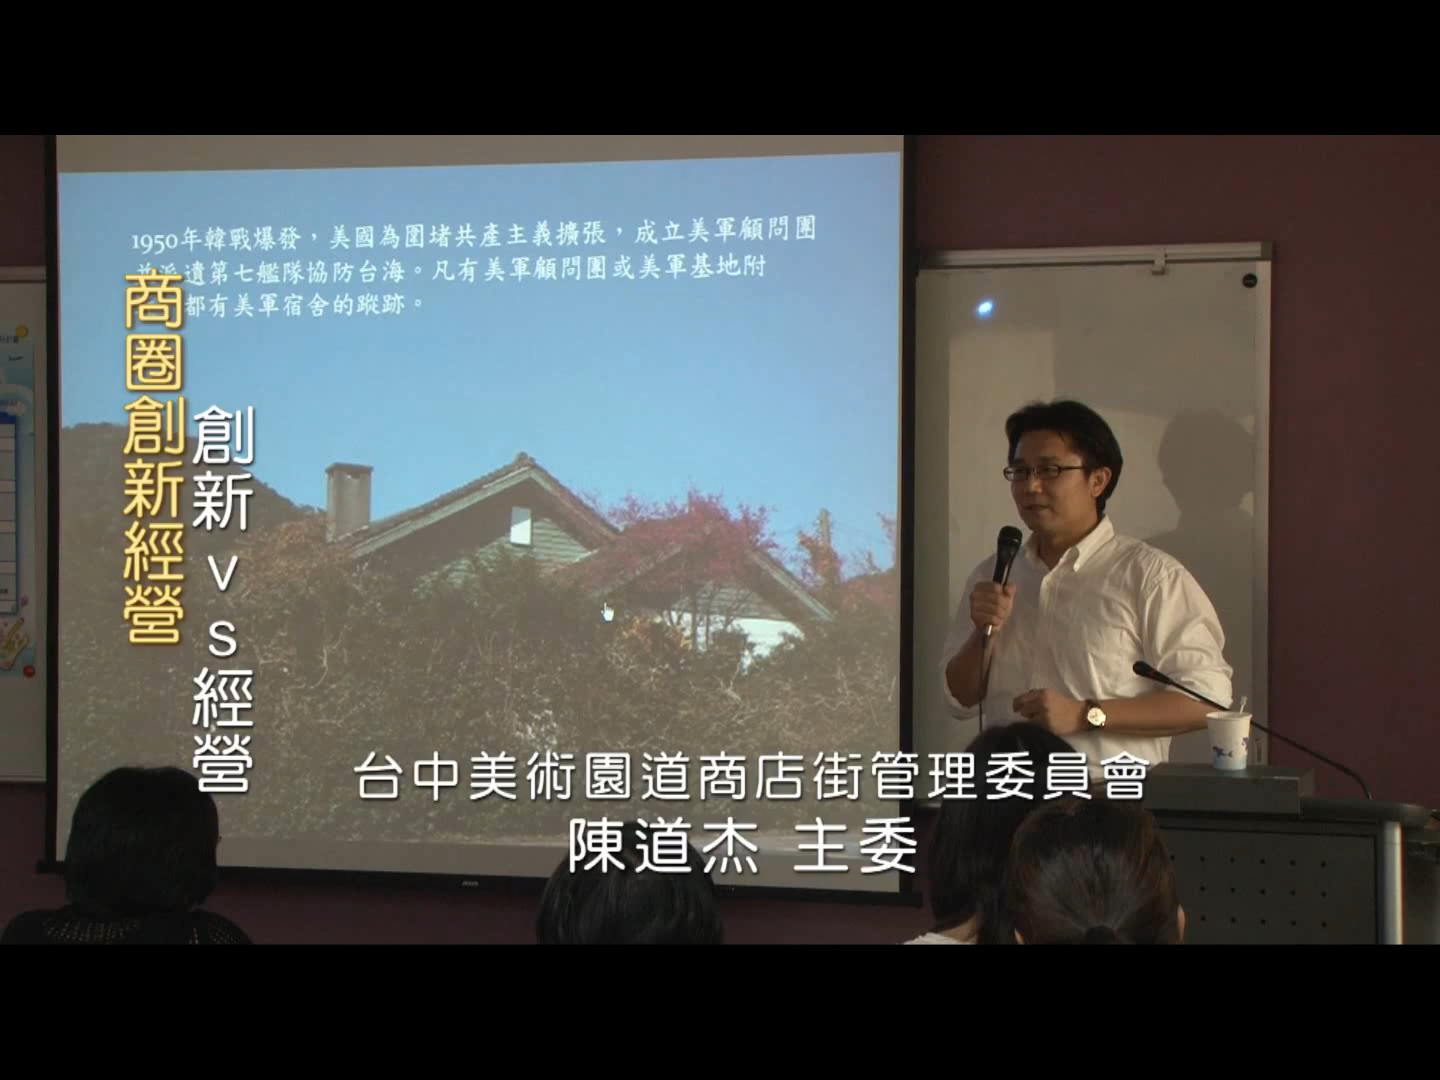 1950年韓戰爆發，美國為圍堵共產主義擴張，成立美軍顧問團
遣第七艦隊協防台海。凡有美軍顧問團或美軍基地附
都有美軍宿舍的蹤跡。
商圈創新經營
創新vs經營
台中美術園道商店街管理委員會
陳道杰 主委